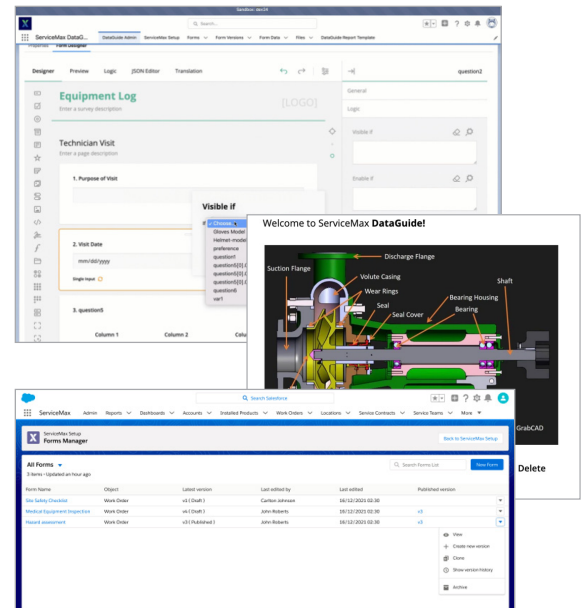 Sandbox: dev24
Search...
ServiceMax DataG... DataGuide Admin ServiceMax Setup Forms Form Versions Form Data Files DataGuide Report Template
Properties Form Designer
Designer Preview Logic JSON Editor Translation question2
General
Logic
Equipment Log [LOGO]
Enter a survey description
Visible if
Technician Visit
Enter a page description
1. Purpose of Visit
Enable if
Visible if
If Choose...
Gloves Model
Helmet-model
preference
question1
2. Visit Date
mm/dd/yyyy
Single Input
question6
var1
3. question5
Column 1 Column 2
Welcome to ServiceMax DataGuide!
Discharge Flange
Suction Flange
Volute Casing
Shaft
Wear Rings
Bearing Housing
Seal
Bearing
Seal Cover
GrabCAD
Delete
Search Salesforce
ServiceMax Admin Reports Dashboards Accounts Installed Products Work Orders Locations Service Contracts Service Teams More
ServiceMax Setup
Forms Manager
Back to ServiceMax Setup
All Forms
3 items • Updated an hour ago
Search Forms List
New Form
Form Name Object Latest version Last edited by Last edited Published version
Site Safety Checklist Work Order v1 ( Draft ) Carlton Johnson 16/12/2021 02:30
Medical Equipment Inspection Work Order v4 ( Draft ) John Roberts 16/12/2021 02:30 v3
Hazard assessment Work Order v3 ( Published ) John Roberts 16/12/2021 02:30 v3
View
Create new version
Clone
Show version history
Archive